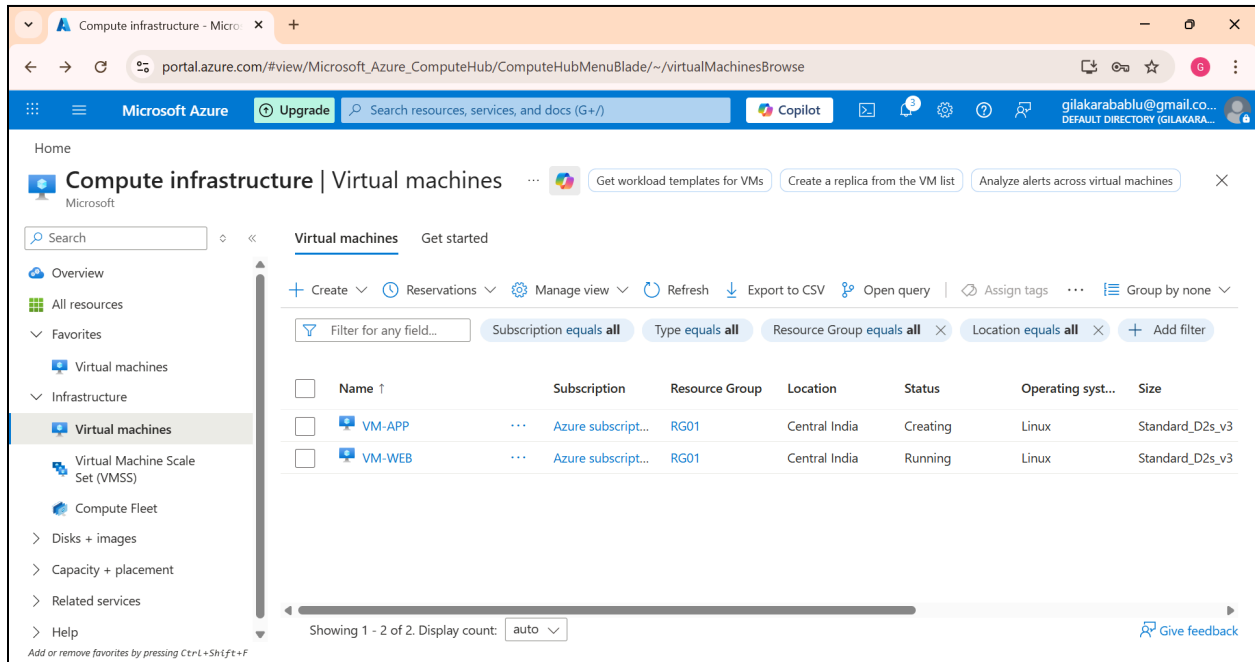 Compute infrastructure - Micro
portal.azure.com/#view/Microsoft_Azure_ComputeHub/ComputeHubMenuBlade/~/virtualMachinesBrowse
G
Microsoft Azure
Upgrade
Search resources, services, and docs (G+/)
Copilot
3
gilakarabablu@gmail.co...
DEFAULT DIRECTORY (GILAKARA...
Home
Compute infrastructure | Virtual machines
...
Get workload templates for VMs
Create a replica from the VM list
Analyze alerts across virtual machines
Microsoft
Search
Overview
All resources
Favorites
Virtual machines
Infrastructure
Virtual machines
Virtual Machine Scale
Set (VMSS)
Compute Fleet
Disks + images
Capacity + placement
Related services
Help
Add or remove favorites by pressing Ctrl+Shift+F
Virtual machines
Get started
Create
Reservations
Manage view
Refresh
Export to CSV
Open query
Assign tags
...
Group by none
Filter for any field...
Subscription equals all
Type equals all
Resource Group equals all
Location equals all
Add filter
Name ↑ Subscription Resource Group Location Status Operating syst... Size
VM-APP ... Azure subscript... RG01 Central India Creating Linux Standard_D2s_v3
VM-WEB ... Azure subscript... RG01 Central India Running Linux Standard_D2s_v3
Showing 1 - 2 of 2. Display count: auto
Give feedback